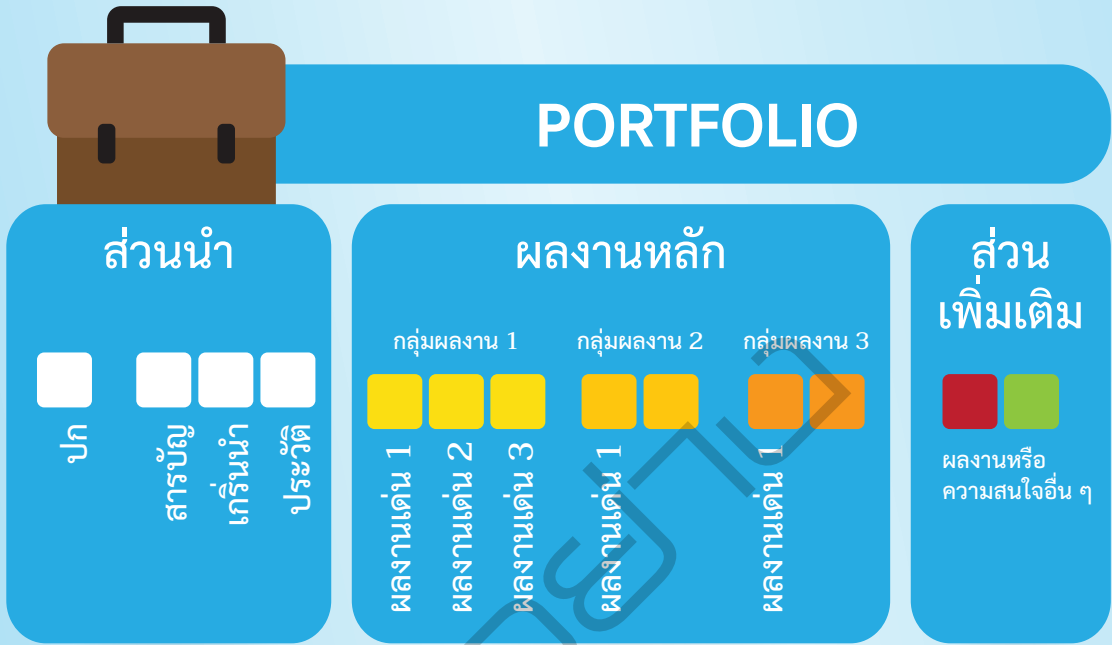 PORTFOLIO
ส่วนนำ
ปก
สารบัญ
เกริ่นนำ
ประวัติ
ผลงานหลัก
กลุ่มผลงาน 1
ผลงานเด่น 1
ผลงานเด่น 2
ผลงานเด่น 3
กลุ่มผลงาน 2
ผลงานเด่น 1
กลุ่มผลงาน 3
ผลงานเด่น 1
ส่วน
เพิ่มเติม
ผลงานหรือ
ความสนใจอื่น ๆ